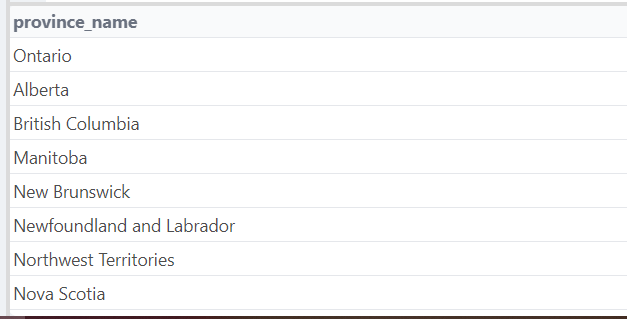 province_name
Ontario
Alberta
British Columbia
Manitoba
New Brunswick
Newfoundland and Labrador
Northwest Territories
Nova Scotia